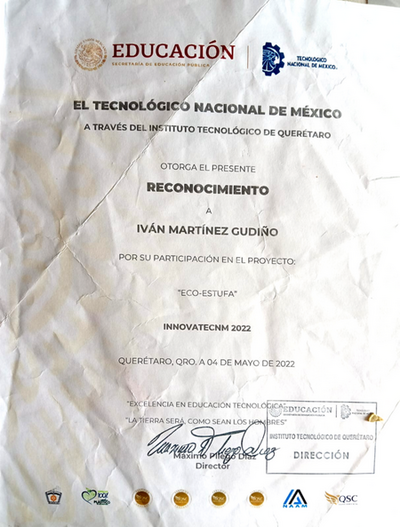 EDUCACIÓN
SECRETARÍA DE EDUCACIÓN PÚBLICA
TECNOLÓGICO
NACIONAL DE MÉXICO
EL TECNOLÓGICO NACIONAL DE MÉXICO
A TRAVÉS DEL INSTITUTO TECNOLÓGICO DE QUERÉTARO
OTORGA EL PRESENTE
RECONOCIMIENTO
A
IVÁN MARTÍNEZ GUDIÑO
POR SU PARTICIPACIÓN EN EL PROYECTO:
"ECO-ESTUFA"
INNOVATECNM 2022
QUERÉTARO, QRO. A 04 DE MAYO DE 2022
"EXCELENCIA EN EDUCACIÓN TECNOLÓGICA"
"LA TIERRA SERÁ, COMO SEAN LOS HOMBRES"
EDUCACIÓN
INSTITUTO TECNOLÓGICO DE QUERÉTARO
DIRECCIÓN
Máximo Pliego Díaz
Director
NAAM
QSC